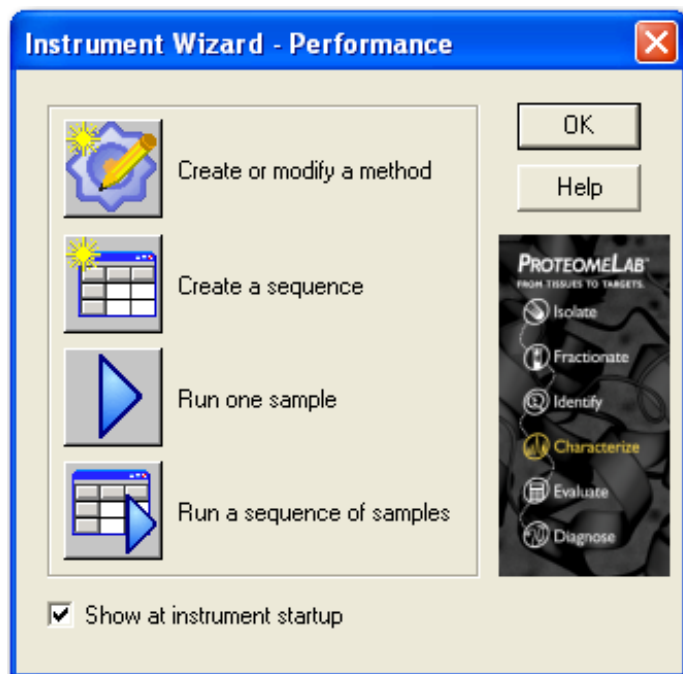 Instrument Wizard - Performance
Create or modify a method
Create a sequence
Run one sample
Run a sequence of samples
Show at instrument startup
OK
Help
PROTEOMELAB™
FROM TISSUES TO TARGETS.
Isolate
Fractionate
Identify
Characterize
Evaluate
Diagnose